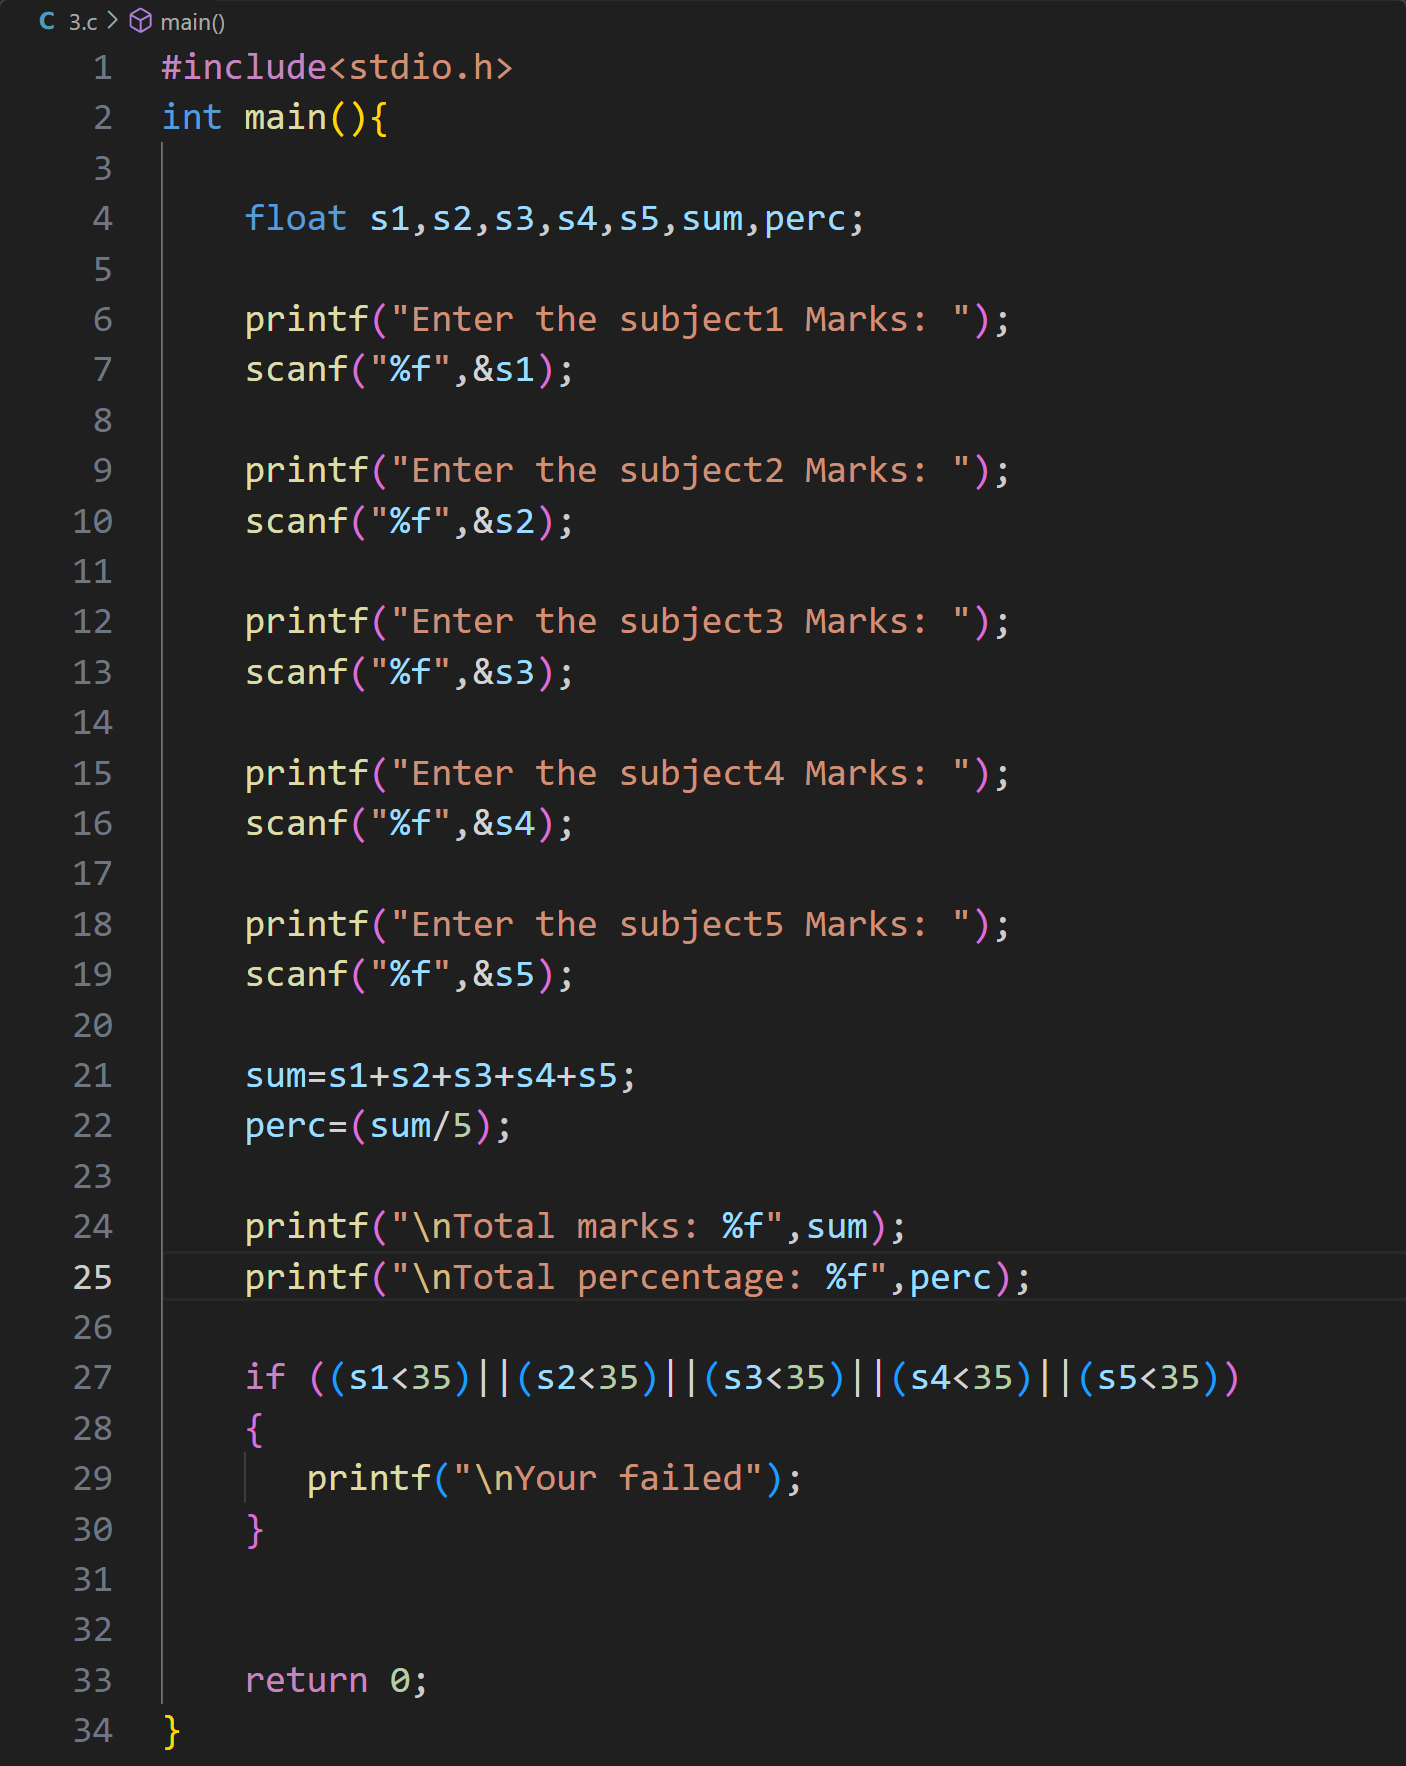 C 3.c > main()
1 #include<stdio.h>
2 int main(){
3
4     float s1,s2,s3,s4,s5,sum,perc;
5
6     printf("Enter the subject1 Marks: ");
7     scanf("%f",&s1);
8
9     printf("Enter the subject2 Marks: ");
10     scanf("%f",&s2);
11
12     printf("Enter the subject3 Marks: ");
13     scanf("%f",&s3);
14
15     printf("Enter the subject4 Marks: ");
16     scanf("%f",&s4);
17
18     printf("Enter the subject5 Marks: ");
19     scanf("%f",&s5);
20
21     sum=s1+s2+s3+s4+s5;
22     perc=(sum/5);
23
24     printf("\nTotal marks: %f",sum);
25     printf("\nTotal percentage: %f",perc);
26
27     if ((s1<35)||(s2<35)||(s3<35)||(s4<35)||(s5<35))
28     {
29        printf("\nYour failed");
30     }
31
32
33     return 0;
34 }